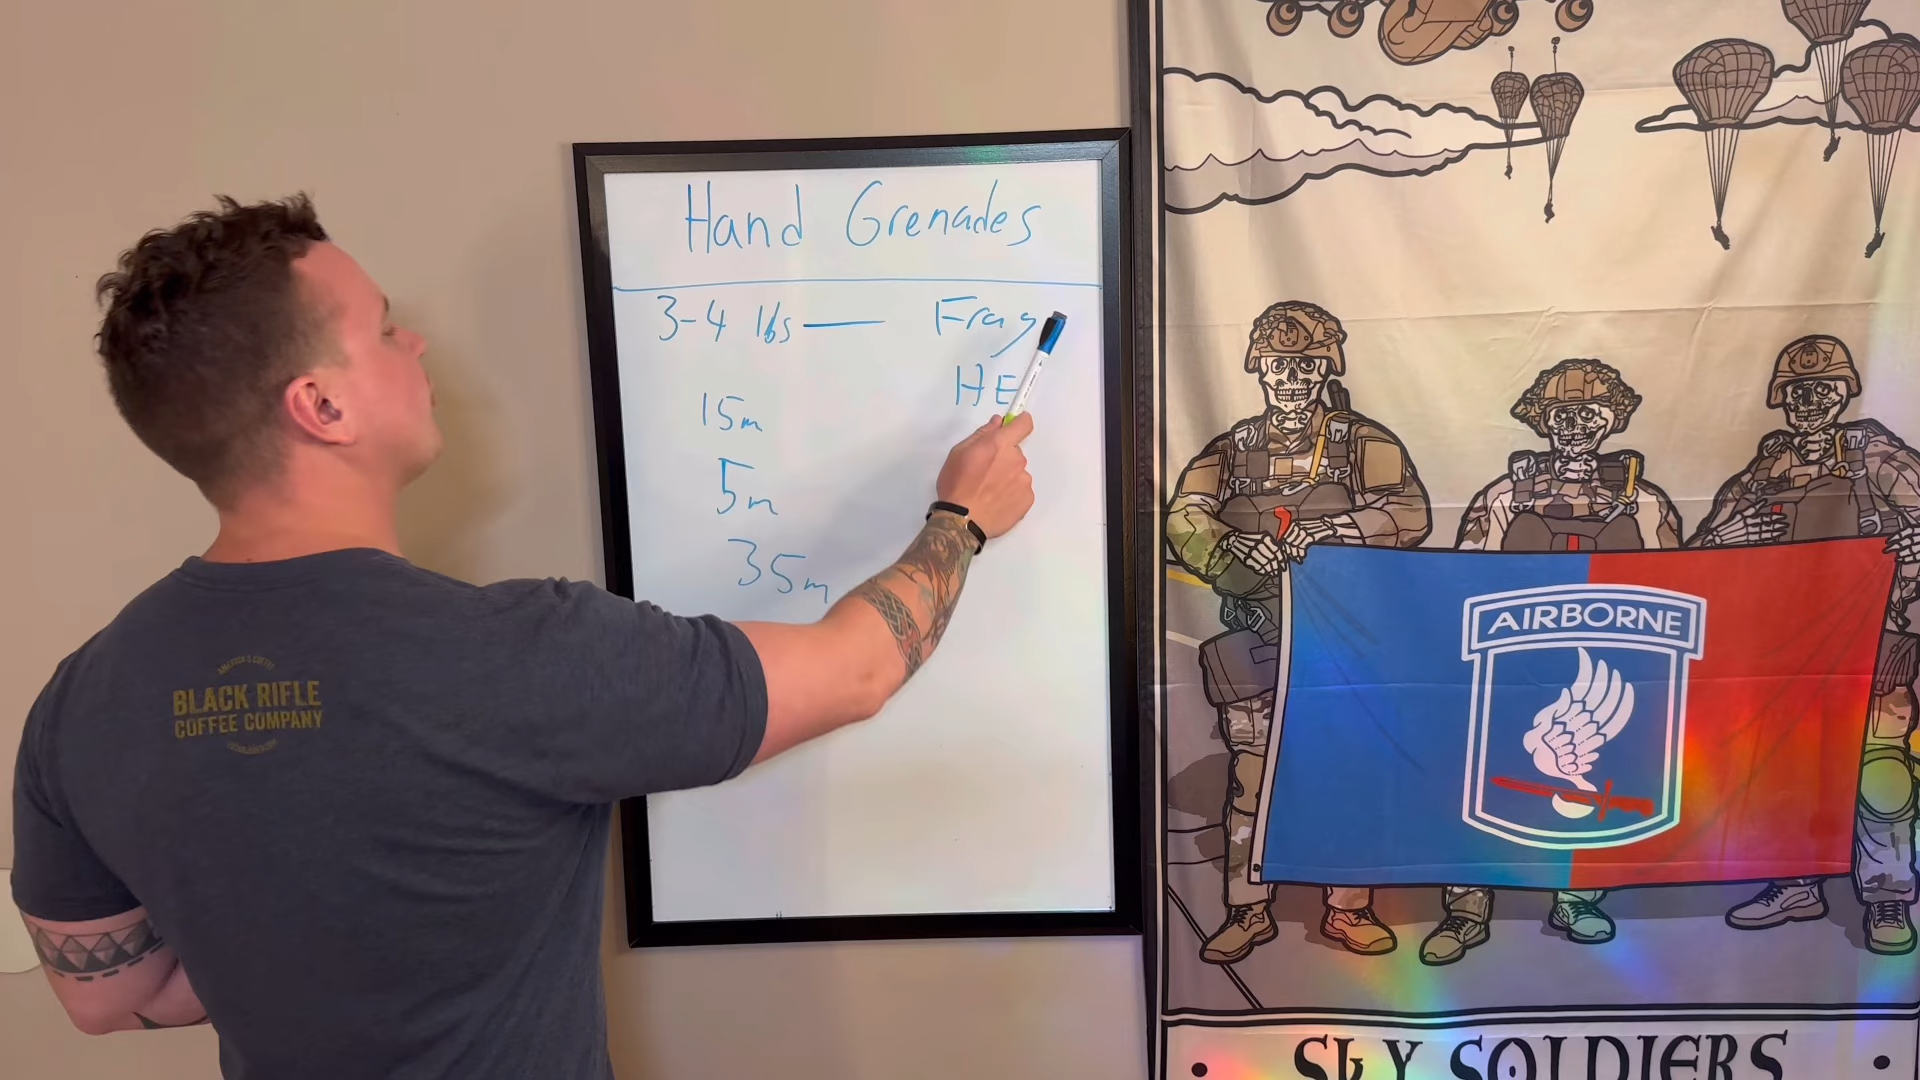 Hand Grenades
3-4 lbs — Frag
HE
15m
5m
35m
BLACK RIFLE
COFFEE COMPANY
AIRBORNE
SKY SOLDIERS